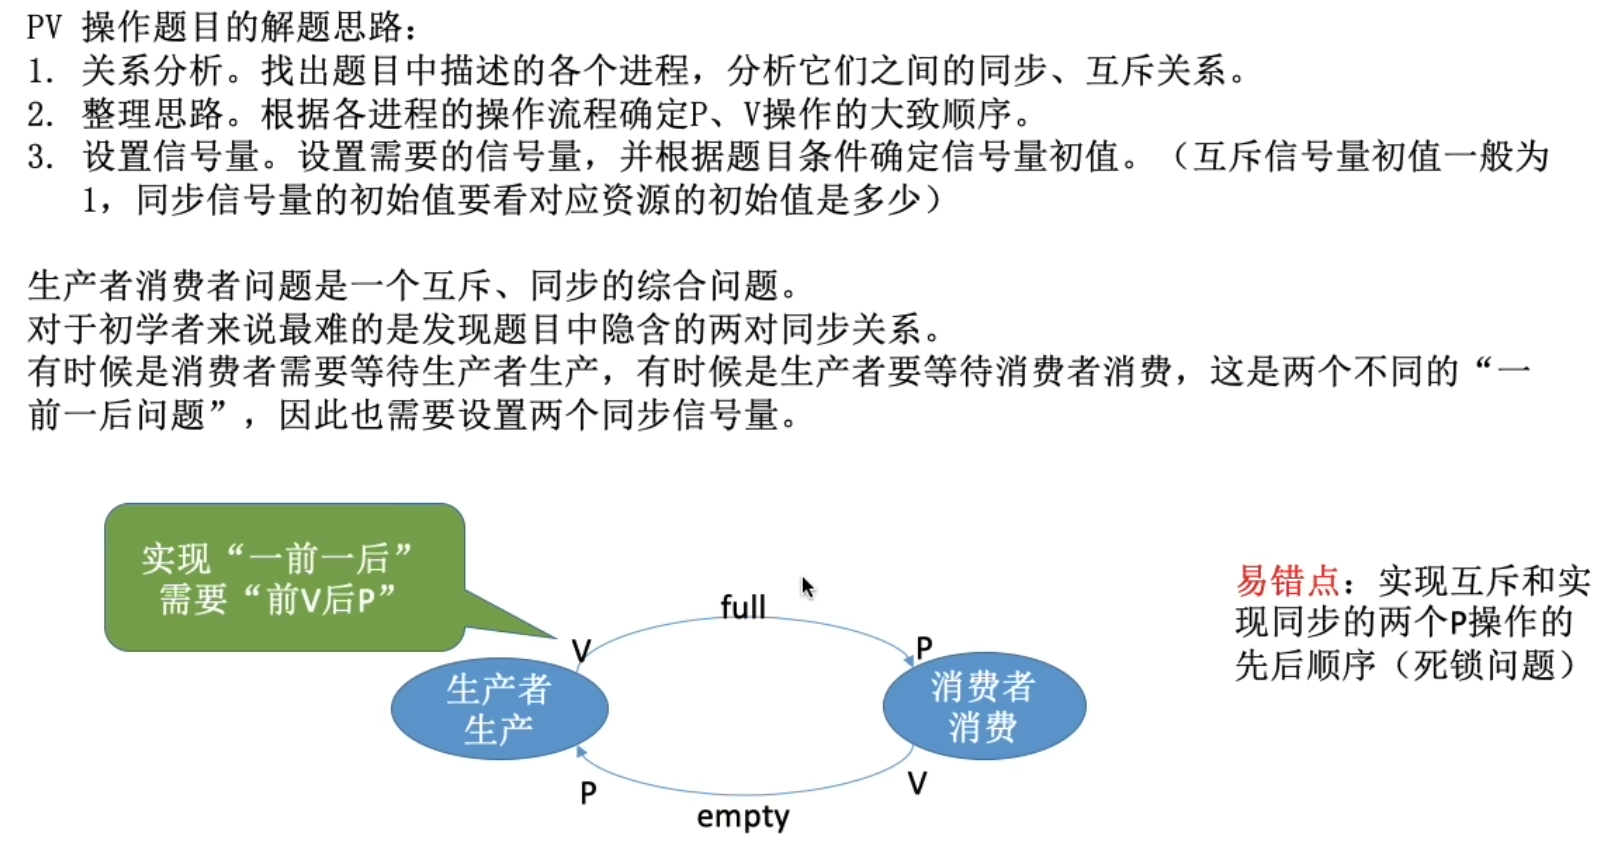 PV 操作题目的解题思路：
1. 关系分析。找出题目中描述的各个进程，分析它们之间的同步、互斥关系。
2. 整理思路。根据各进程的操作流程确定P、V操作的大致顺序。
3. 设置信号量。设置需要的信号量，并根据题目条件确定信号量初值。（互斥信号量初值一般为
1，同步信号量的初始值要看对应资源的初始值是多少）
生产者消费者问题是一个互斥、同步的综合问题。
对于初学者来说最难的是发现题目中隐含的两对同步关系。
有时候是消费者需要等待生产者生产，有时候是生产者要等待消费者消费，这是两个不同的“一
前一后问题”，因此也需要设置两个同步信号量。
实现“一前一后”
需要“前V后P”
full
V
P
生产者
生产
消费者
消费
P
V
empty
易错点：实现互斥和实
现同步的两个P操作的
先后顺序（死锁问题）